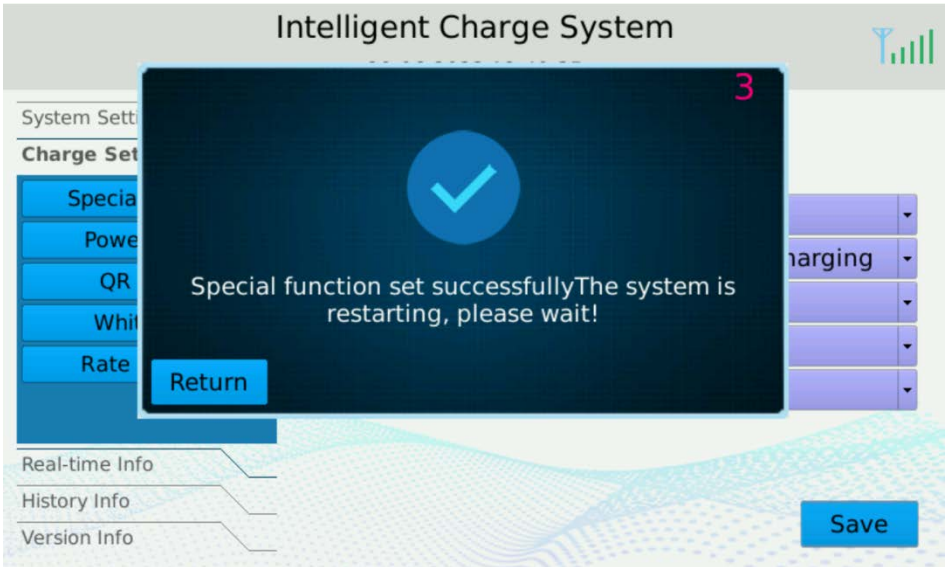 Intelligent Charge System
3
System Setti
Charge Set
Specia
Powe
harging
QR
Special function set successfullyThe system is
restarting, please wait!
Whit
Rate
Return
Real-time Info
History Info
Version Info
Save